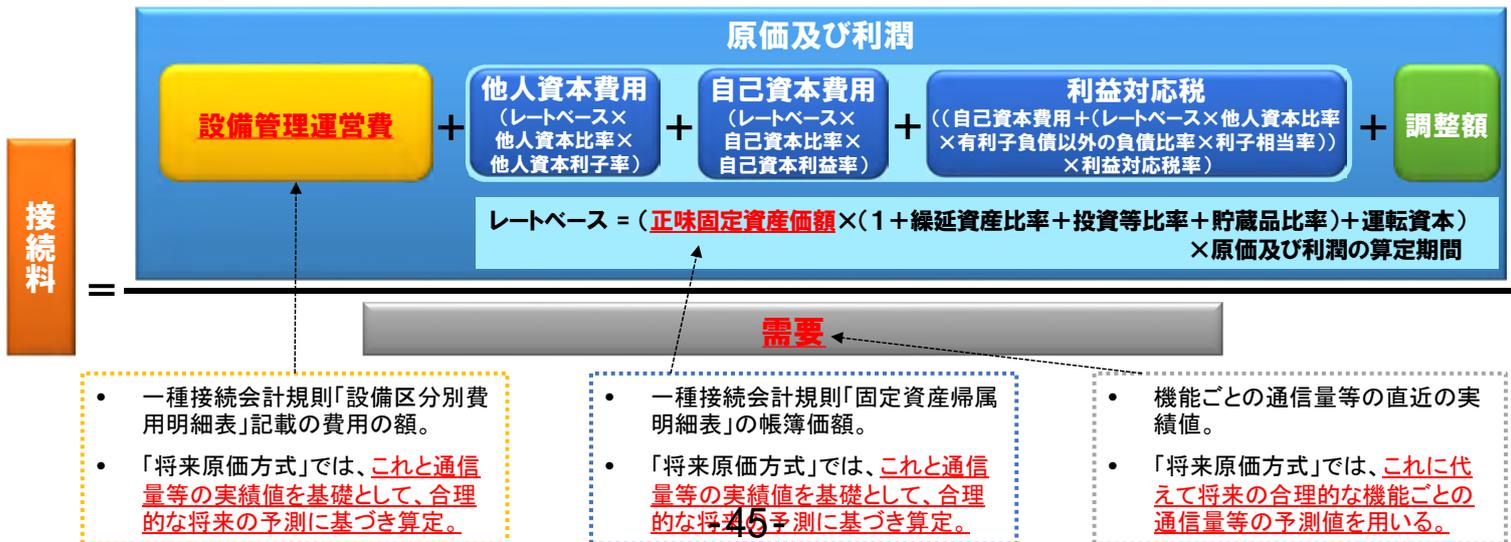 原価及び利潤
設備管理運営費
+
他人資本費用
(レートベース×
他人資本比率×
他人資本利子率)
+
自己資本費用
(レートベース×
自己資本比率×
自己資本利益率)
+
利益対応税
((自己資本費用+(レートベース×他人資本比率
×有利子負債以外の負債比率×利子相当率))
×利益対応税率)
+
調整額
レートベース = (正味固定資産価額×(1+繰延資産比率+投資等比率+貯蔵品比率)+運転資本)
×原価及び利潤の算定期間
接続料
=
需要
• 一種接続会計規則「設備区分別費
用明細表」記載の費用の額。
• 「将来原価方式」では、これと通信
量等の実績値を基礎として、合理
的な将来の予測に基づき算定。
• 一種接続会計規則「固定資産帰属
明細表」の帳簿価額。
• 「将来原価方式」では、これと通信
量等の実績値を基礎として、合理
的な将来の予測に基づき算定。
• 機能ごとの通信量等の直近の実
績値。
• 「将来原価方式」では、これに代
えて将来の合理的な機能ごとの
通信量等の予測値を用いる。
-45-